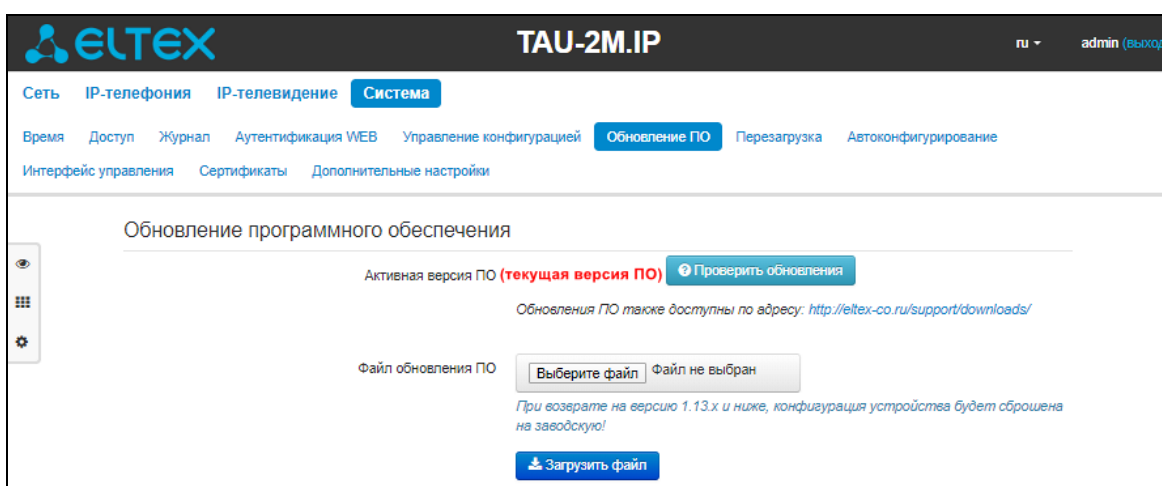 ELTEX
TAU-2M.IP
ru
admin (выход
Сеть IP-телефония IP-телевидение Система
Время Доступ Журнал Аутентификация WEB Управление конфигурацией Обновление ПО Перезагрузка Автоконфигурирование
Интерфейс управления Сертификаты Дополнительные настройки
Обновление программного обеспечения
Активная версия ПО (текущая версия ПО) Проверить обновления
Обновления ПО также доступны по адресу: http://eltex-co.ru/support/downloads/
Файл обновления ПО Выберите файл Файл не выбран
При возврате на версию 1.13.x и ниже, конфигурация устройства будет сброшена
на заводскую!
Загрузить файл